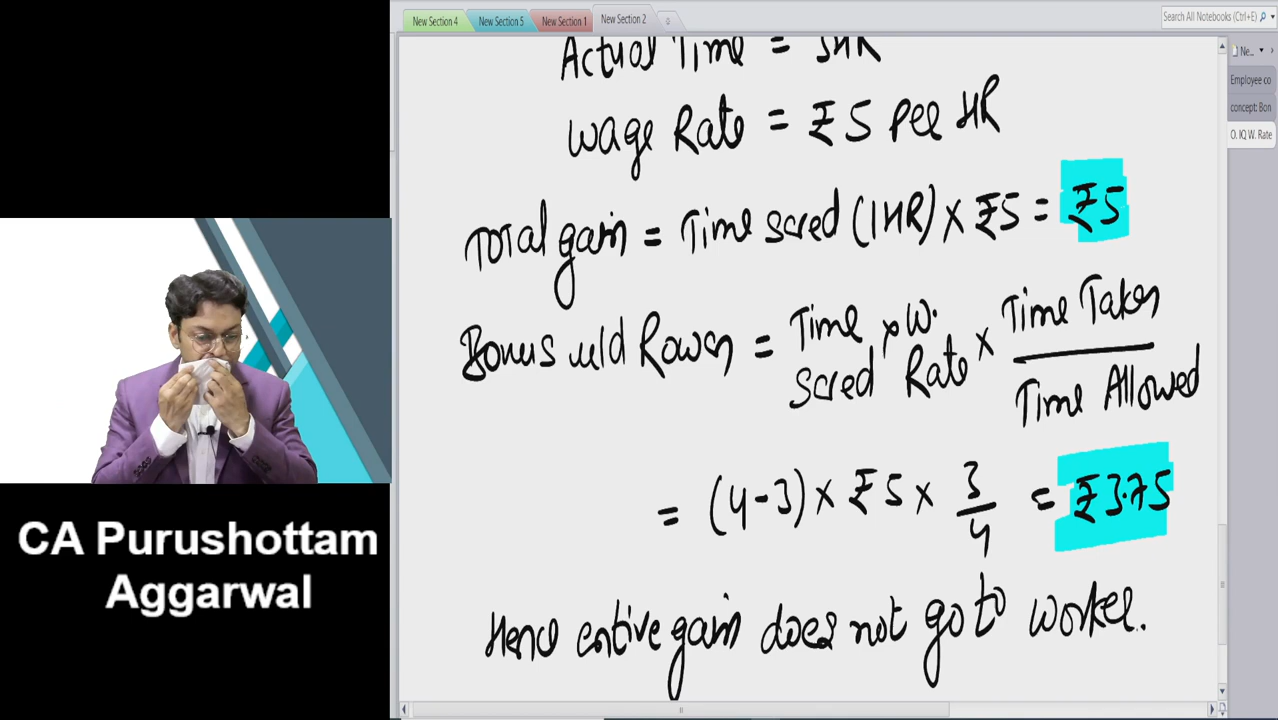 New Section 4 New Section 5 New Section 1 New Section 2
Search All Notebooks (Ctrl+E)
Ne...
Employee co
concept: Bon
O. IQ W. Rate
Actual Time = 3HR
Wage Rate = ₹5 Per HR
Total gain = Time saved (1HR) × ₹5 = ₹5
Bonus u/d Rowan = Time saved × W. Rate × Time Taken / Time Allowed
= (4-3) × ₹5 × 3/4 = ₹3.75
Hence entire gain does not go to worker.
CA Purushottam
Aggarwal